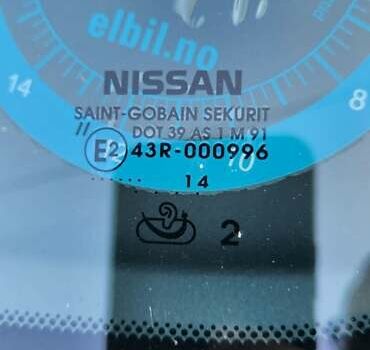 elbil.no
NISSAN
14
8
SAINT-GOBAIN SEKURIT
// DOT 39 AS 1 M 91
E2 43R-000996
10
....... 14 .....
2